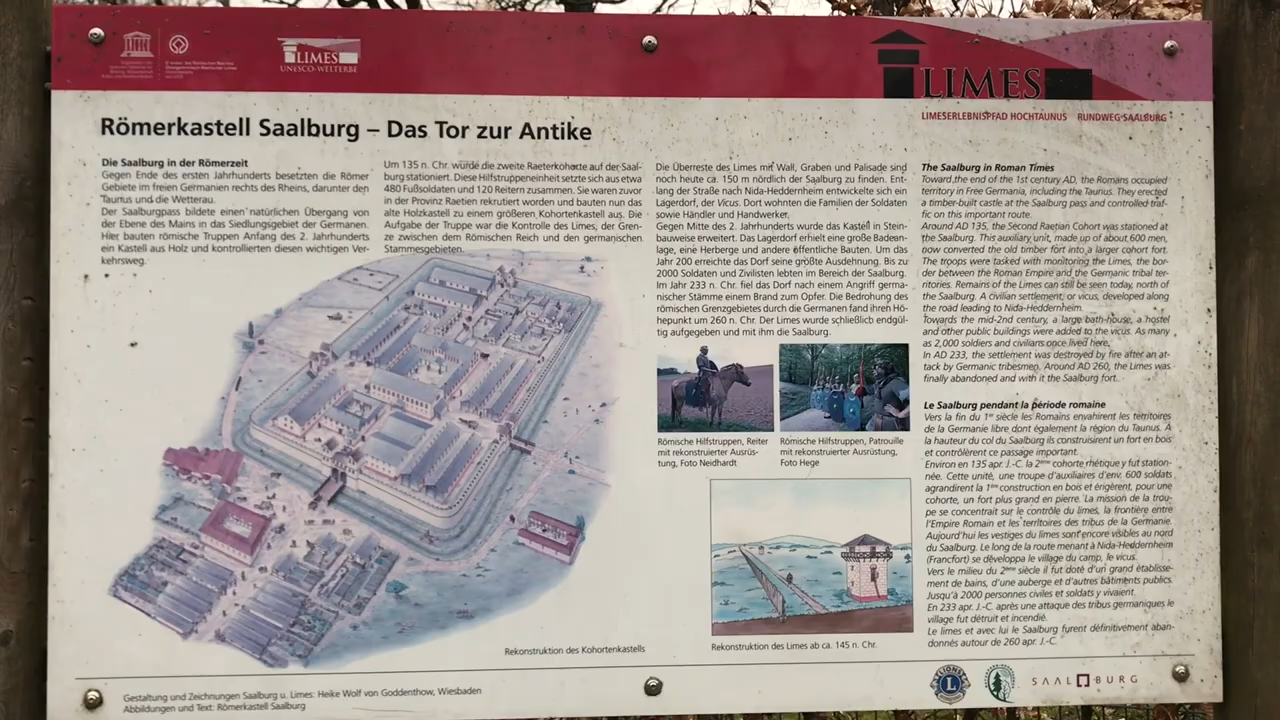 LIMES
UNESCO-WELTERBE
LIMES
LIMESERLEBNISPFAD HOCHTAUNUS RUNDWEG SAALBURG
Römerkastell Saalburg – Das Tor zur Antike
Die Saalburg in der Römerzeit
Gegen Ende des ersten Jahrhunderts besetzten die Römer
Gebiete im freien Germanien rechts des Rheins, darunter den
Taunus und die Wetterau.
Der Saalburgpass bildete einen natürlichen Übergang von
der Ebene des Mains in das Siedlungsgebiet der Germanen.
Hier bauten römische Truppen Anfang des 2. Jahrhunderts
ein Kastell aus Holz und kontrollierten diesen wichtigen Ver-
kehrsweg.
Um 135 n. Chr. wurde die zweite Raeterkohorte auf der Saal-
burg stationiert. Diese Hilfstruppeneinheit setzte sich aus etwa
480 Fußsoldaten und 120 Reitern zusammen. Sie waren zuvor
in der Provinz Raetien rekrutiert worden und bauten nun das
alte Holzkastell zu einem größeren Kohortenkastell aus. Die
Aufgabe der Truppe war die Kontrolle des Limes, der Gren-
ze zwischen dem Römischen Reich und den germanischen
Stammesgebieten.
Die Überreste des Limes mit Wall, Graben und Palisade sind
noch heute ca. 150 m nördlich der Saalburg zu finden. Ent-
lang der Straße nach Nida-Heddernheim entwickelte sich ein
Lagerdorf, der Vicus. Dort wohnten die Familien der Soldaten
sowie Händler und Handwerker.
Gegen Mitte des 2. Jahrhunderts wurde das Kastell in Stein-
bauweise erweitert. Das Lagerdorf erhielt eine große Badean-
lage, eine Herberge und andere öffentliche Bauten. Um das
Jahr 200 erreichte das Dorf seine größte Ausdehnung. Bis zu
2000 Soldaten und Zivilisten lebten im Bereich der Saalburg.
Im Jahr 233 n. Chr. fiel das Dorf nach einem Angriff germa-
nischer Stämme einem Brand zum Opfer. Die Bedrohung des
römischen Grenzgebietes durch die Germanen fand ihren Hö-
hepunkt um 260 n. Chr. Der Limes wurde schließlich endgül-
tig aufgegeben und mit ihm die Saalburg.
Römische Hilfstruppen, Reiter
mit rekonstruierter Ausrüs-
tung, Foto Neidhardt
Römische Hilfstruppen, Patrouille
mit rekonstruierter Ausrüstung,
Foto Hege
Rekonstruktion des Kohortenkastells
Rekonstruktion des Limes ab ca. 145 n. Chr.
The Saalburg in Roman Times
Toward the end of the 1st century AD, the Romans occupied
territory in Free Germania, including the Taunus. They erected
a timber-built castle at the Saalburg pass and controlled traf-
fic on this important route.
Around AD 135, the Second Raetian Cohort was stationed at
the Saalburg. This auxiliary unit, made up of about 600 men,
now converted the old timber fort into a larger cohort fort.
The troops were tasked with monitoring the Limes, the bor-
der between the Roman Empire and the Germanic tribal ter-
ritories. Remains of the Limes can still be seen today, north of
the Saalburg. A civilian settlement, or vicus, developed along
the road leading to Nida-Heddernheim.
Towards the mid-2nd century, a large bath-house, a hostel
and other public buildings were added to the vicus. As many
as 2,000 soldiers and civilians once lived here.
In AD 233, the settlement was destroyed by fire after an at-
tack by Germanic tribesmen. Around AD 260, the Limes was
finally abandoned and with it the Saalburg fort.
Le Saalburg pendant la période romaine
Vers la fin du 1er siècle les Romains envahirent les territoires
de la Germanie libre dont également la région du Taunus. À
la hauteur du col du Saalburg ils construisirent un fort en bois
et contrôlèrent ce passage important.
Environ en 135 apr. J.-C. la 2ème cohorte rhétique y fut station-
née. Cette unité, une troupe d'auxiliaires d'env. 600 soldats
agrandirent la 1ère construction en bois et érigèrent, pour une
cohorte, un fort plus grand en pierre. La mission de la trou-
pe se concentrait sur le contrôle du limes, la frontière entre
l'Empire Romain et les territoires des tribus de la Germanie.
Aujourd'hui les vestiges du limes sont encore visibles au nord
du Saalburg. Le long de la route menant à Nida-Heddernheim
(Francfort) se développa le village du camp, le vicus.
Vers le milieu du 2ème siècle il fut doté d'un grand établisse-
ment de bains, d'une auberge et d'autres bâtiments publics.
Jusqu'à 2000 personnes civiles et soldats y vivaient.
En 233 apr. J.-C. après une attaque des tribus germaniques le
village fut détruit et incendié.
Le limes et avec lui le Saalburg furent définitivement aban-
donnés autour de 260 apr. J.-C.
Gestaltung und Zeichnungen Saalburg u. Limes: Heike Wolf von Goddenthow, Wiesbaden
Abbildungen und Text: Römerkastell Saalburg
LIONS
L
SAALBURG